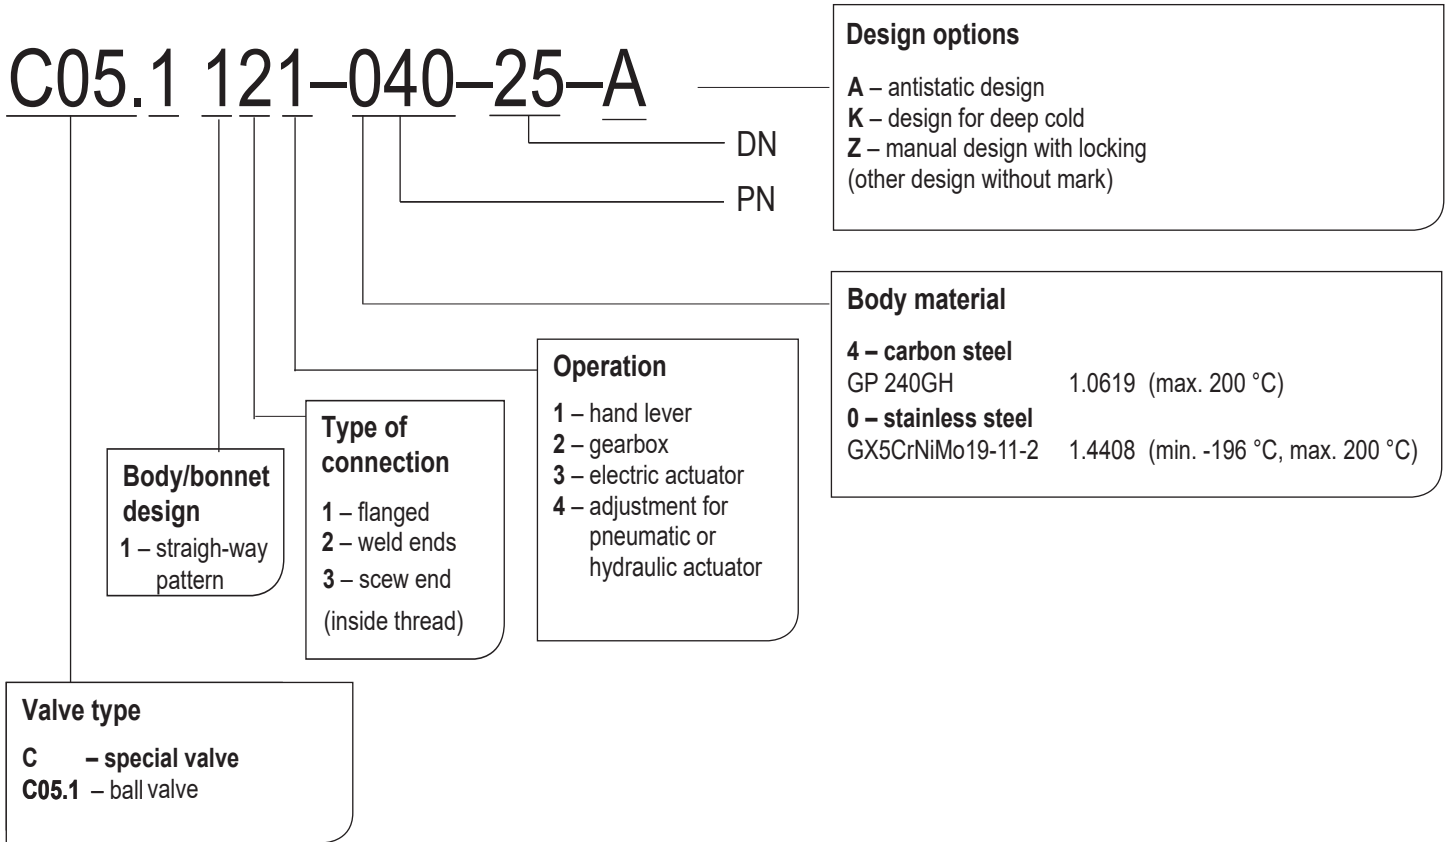 C05.1 121–040–25–A
DN
PN
Design options
A – antistatic design
K – design for deep cold
Z – manual design with locking
(other design without mark)
Body material
4 – carbon steel
GP 240GH 1.0619 (max. 200 °C)
0 – stainless steel
GX5CrNiMo19-11-2 1.4408 (min. -196 °C, max. 200 °C)
Operation
1 – hand lever
2 – gearbox
3 – electric actuator
4 – adjustment for
pneumatic or
hydraulic actuator
Type of
connection
1 – flanged
2 – weld ends
3 – scew end
(inside thread)
Body/bonnet
design
1 – straigh-way
pattern
Valve type
C – special valve
C05.1 – ball valve